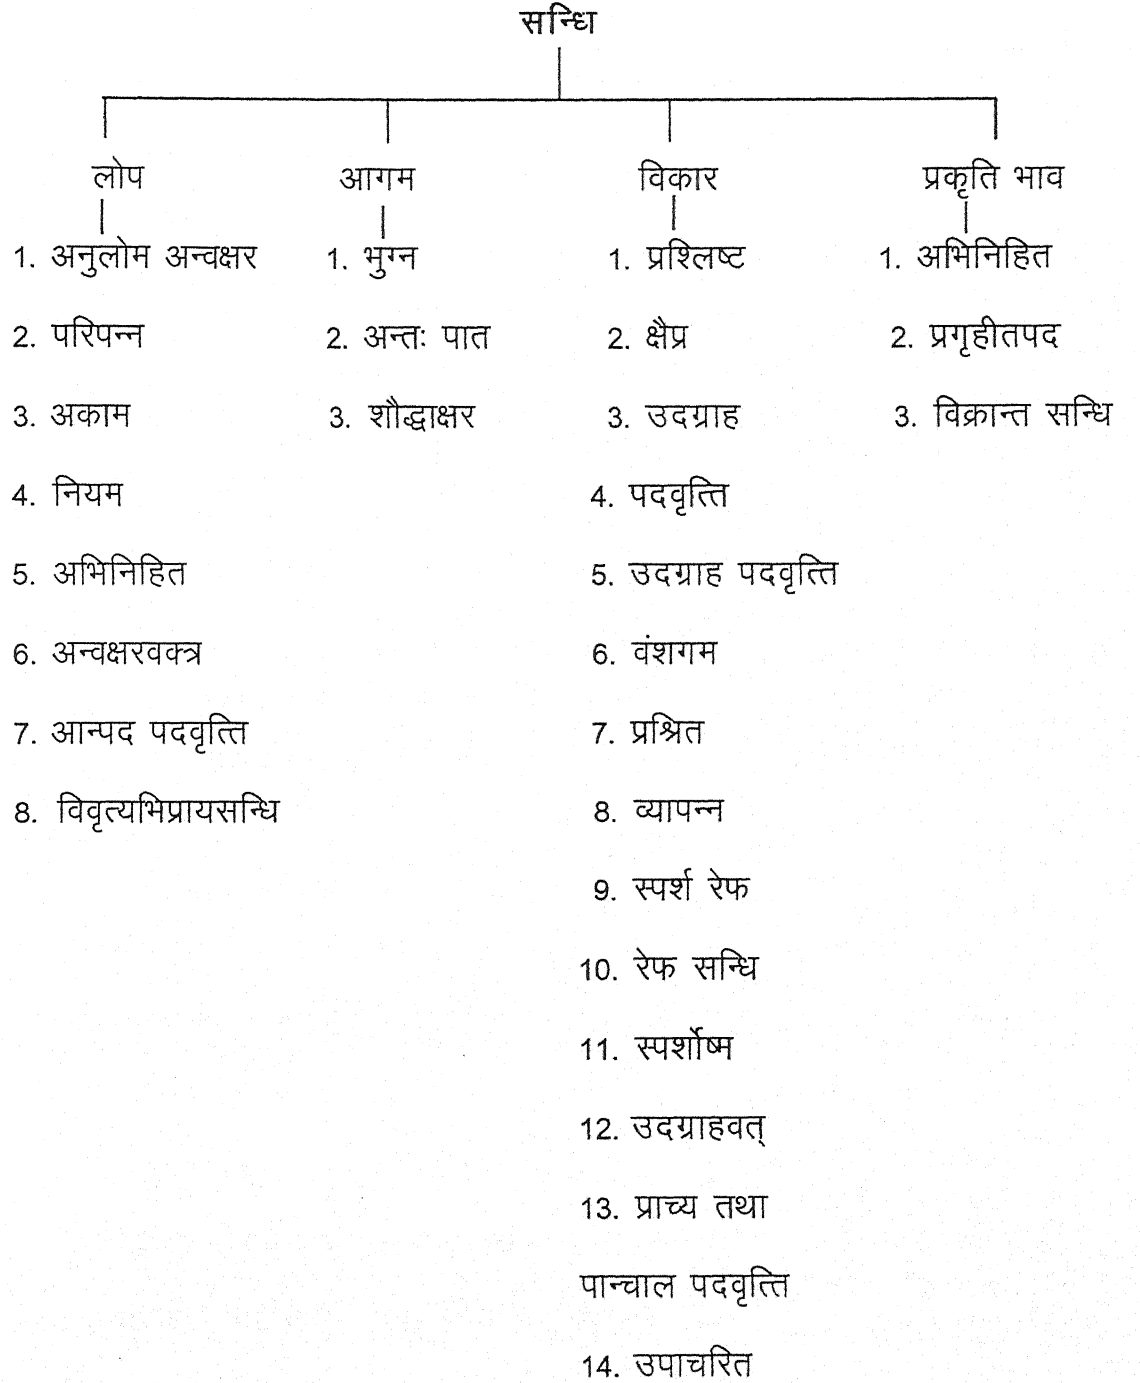 सन्धि
लोप आगम विकार प्रकृति भाव
1. अनुलोम अन्वक्षर 1. भुग्न 1. प्रश्लिष्ट 1. अभिनिहित
2. परिपन्न 2. अन्तः पात 2. क्षैप्र 2. प्रगृहीतपद
3. अकाम 3. शौद्धाक्षर 3. उदग्राह 3. विक्रान्त सन्धि
4. नियम 4. पदवृत्ति
5. अभिनिहित 5. उदग्राह पदवृत्ति
6. अन्वक्षरवक्त्र 6. वंशगम
7. आन्पद पदवृत्ति 7. प्रश्रित
8. विवृत्यभिप्रायसन्धि 8. व्यापन्न
9. स्पर्श रेफ
10. रेफ सन्धि
11. स्पर्शोष्म
12. उदग्राहवत्
13. प्राच्य तथा
पान्चाल पदवृत्ति
14. उपाचरित